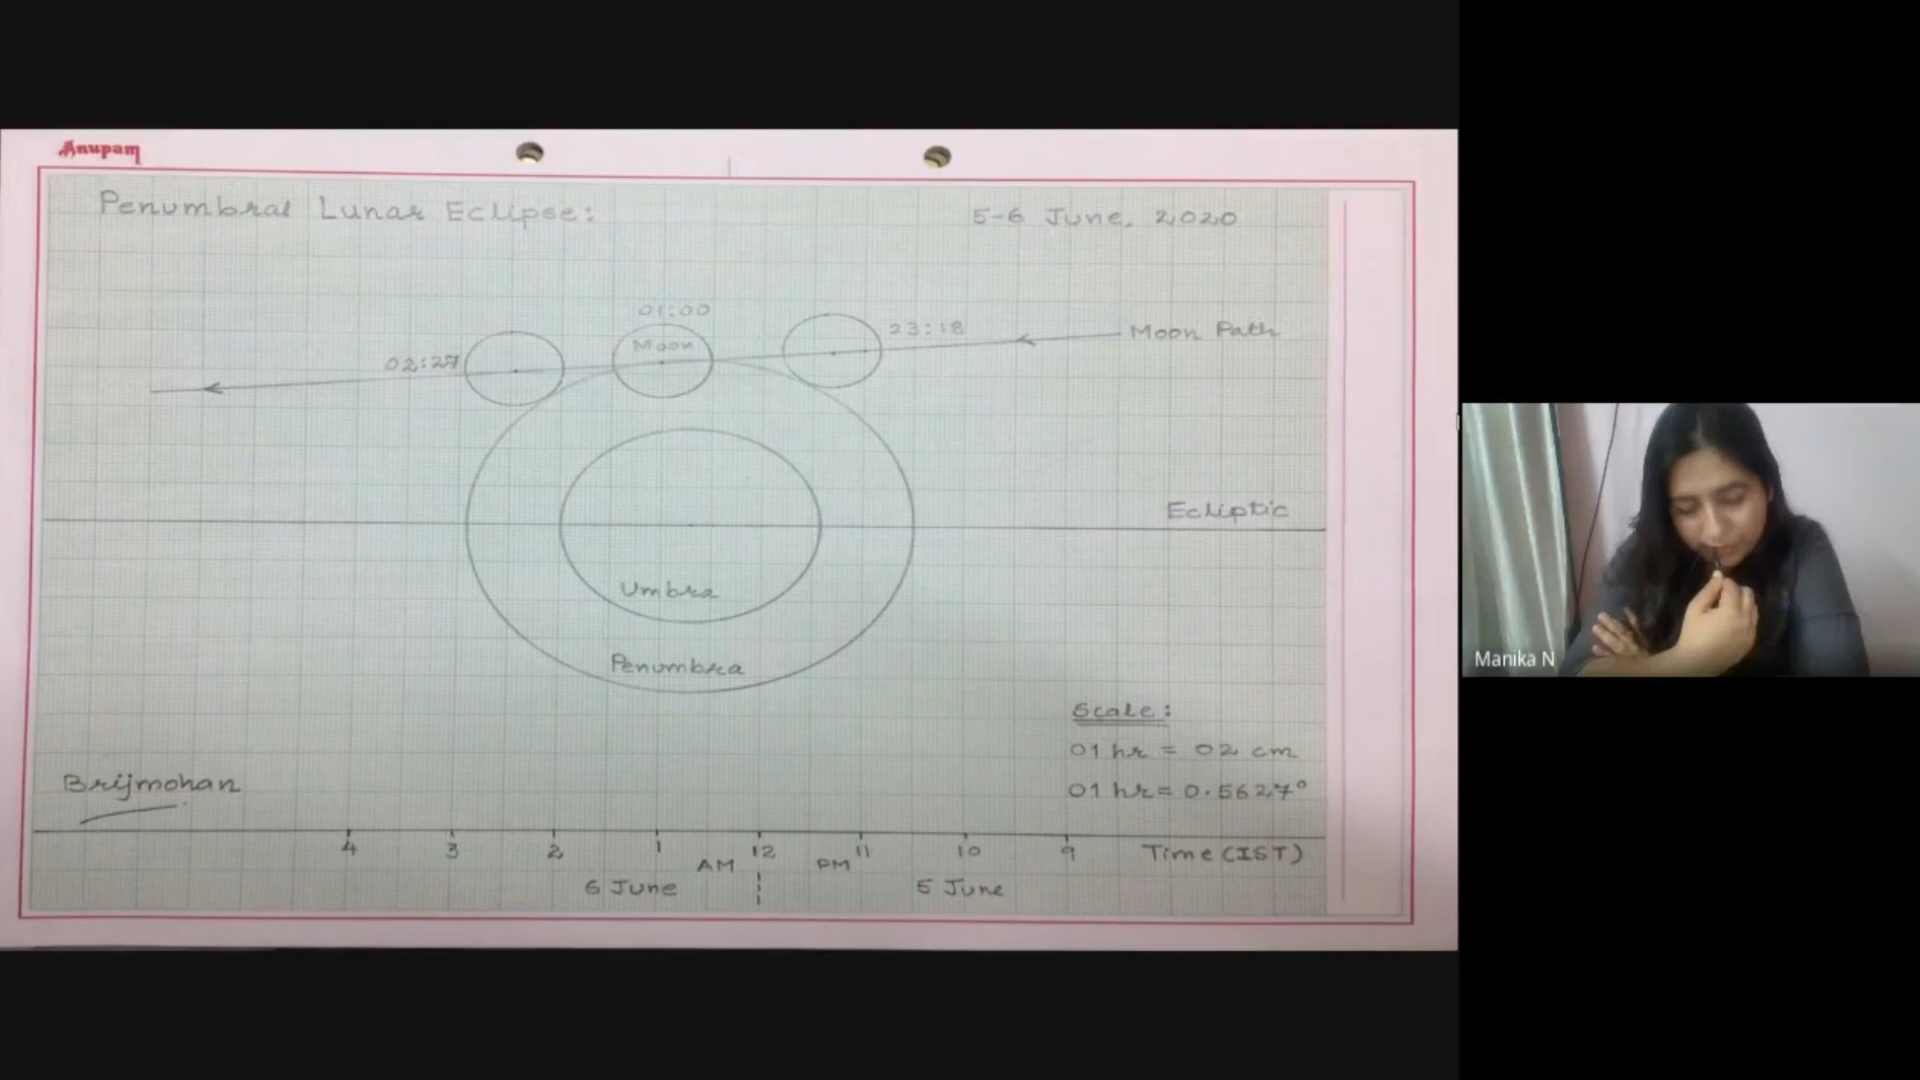 Anupam
Penumbral Lunar Eclipse:
5-6 June, 2020
01:00
23:18
Moon Path
Moon
02:27
Ecliptic
Umbra
Penumbra
Scale:
01 hr = 02 cm
01 hr = 0.5627°
Brijmohan
4 3 2 1 12 11 10 9 Time (IST)
AM PM
6 June 5 June
Manika N